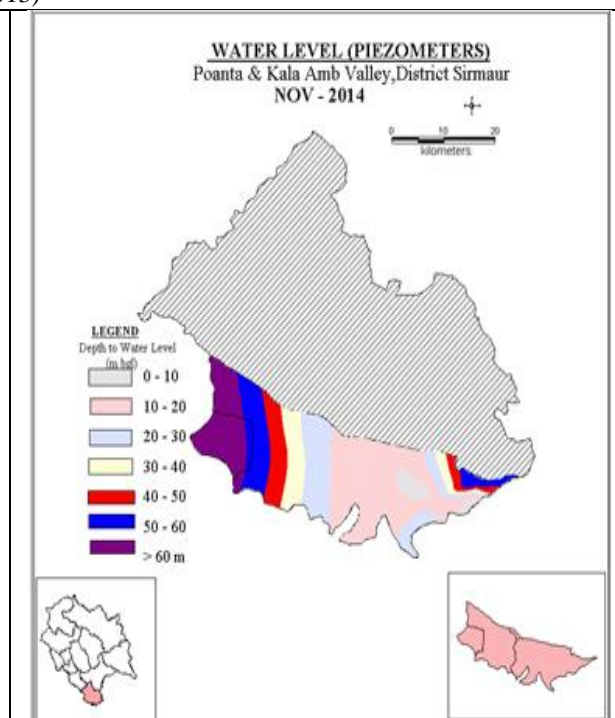 013)
WATER LEVEL (PIEZOMETERS)
Poanta & Kala Amb Valley,District Sirmaur
NOV - 2014
0 10 20
kilometers
LEGEND
Depth to Water Level
(m bgl)
0 - 10
10 - 20
20 - 30
30 - 40
40 - 50
50 - 60
> 60 m